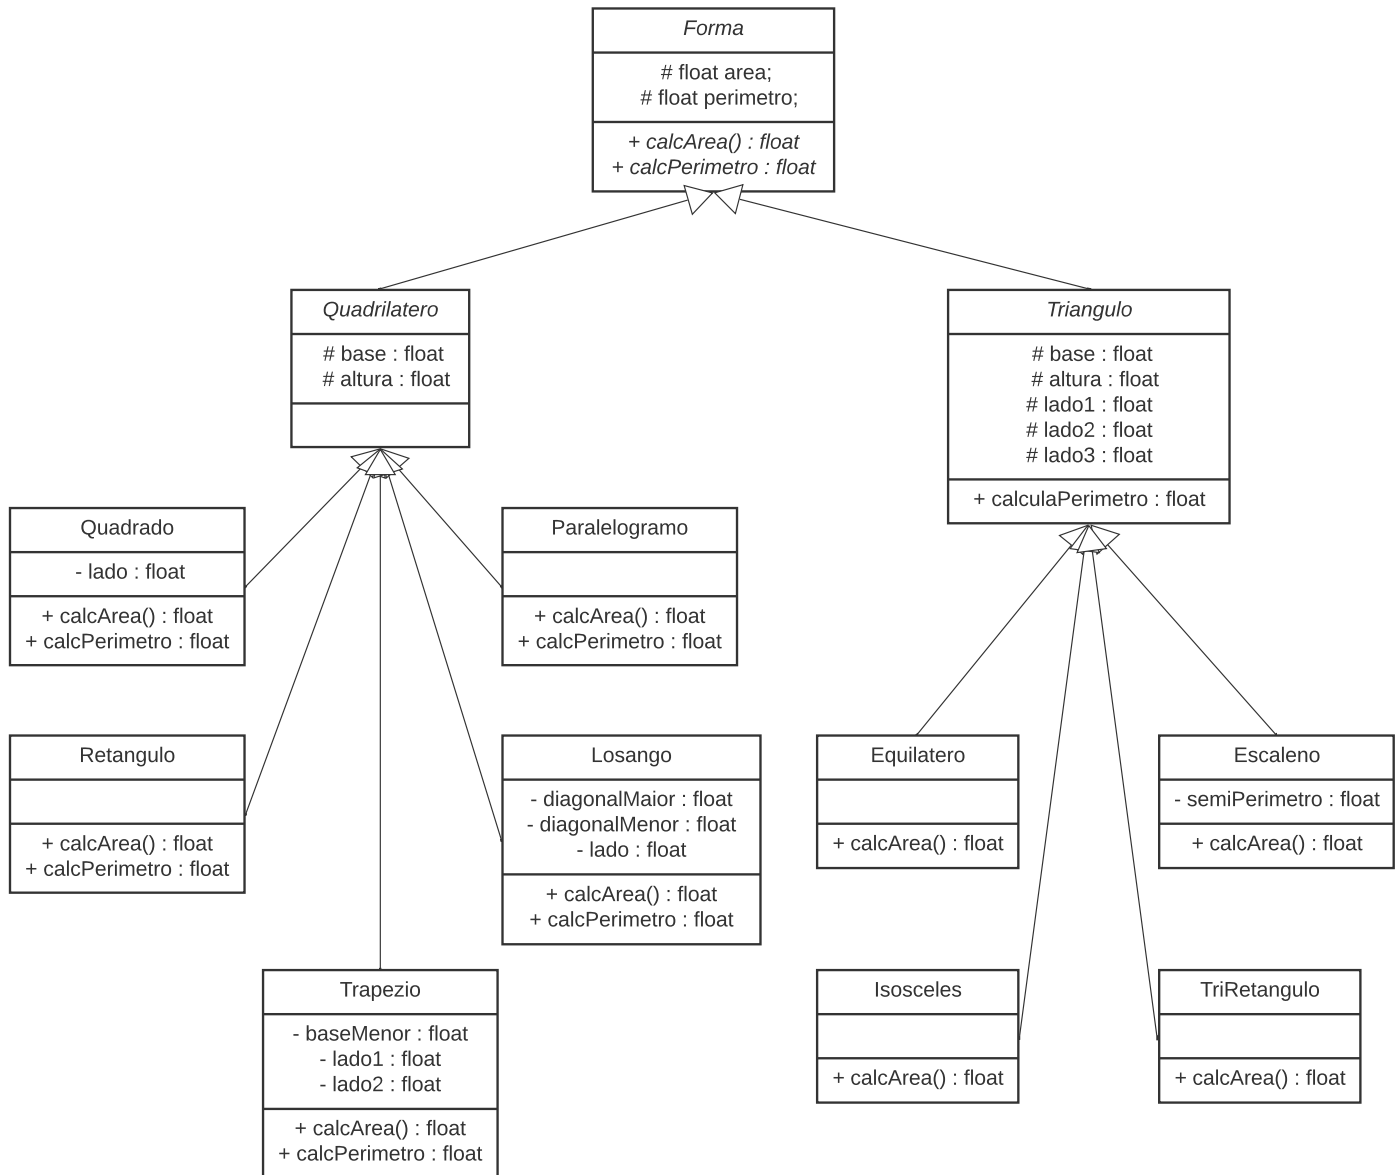 Forma
# float area;
# float perimetro;
+ calcArea() : float
+ calcPerimetro : float
Quadrilatero
# base : float
# altura : float
Triangulo
# base : float
# altura : float
# lado1 : float
# lado2 : float
# lado3 : float
+ calculaPerimetro : float
Quadrado
- lado : float
+ calcArea() : float
+ calcPerimetro : float
Paralelogramo
+ calcArea() : float
+ calcPerimetro : float
Retangulo
+ calcArea() : float
+ calcPerimetro : float
Losango
- diagonalMaior : float
- diagonalMenor : float
- lado : float
+ calcArea() : float
+ calcPerimetro : float
Equilatero
+ calcArea() : float
Escaleno
- semiPerimetro : float
+ calcArea() : float
Trapezio
- baseMenor : float
- lado1 : float
- lado2 : float
+ calcArea() : float
+ calcPerimetro : float
Isosceles
+ calcArea() : float
TriRetangulo
+ calcArea() : float